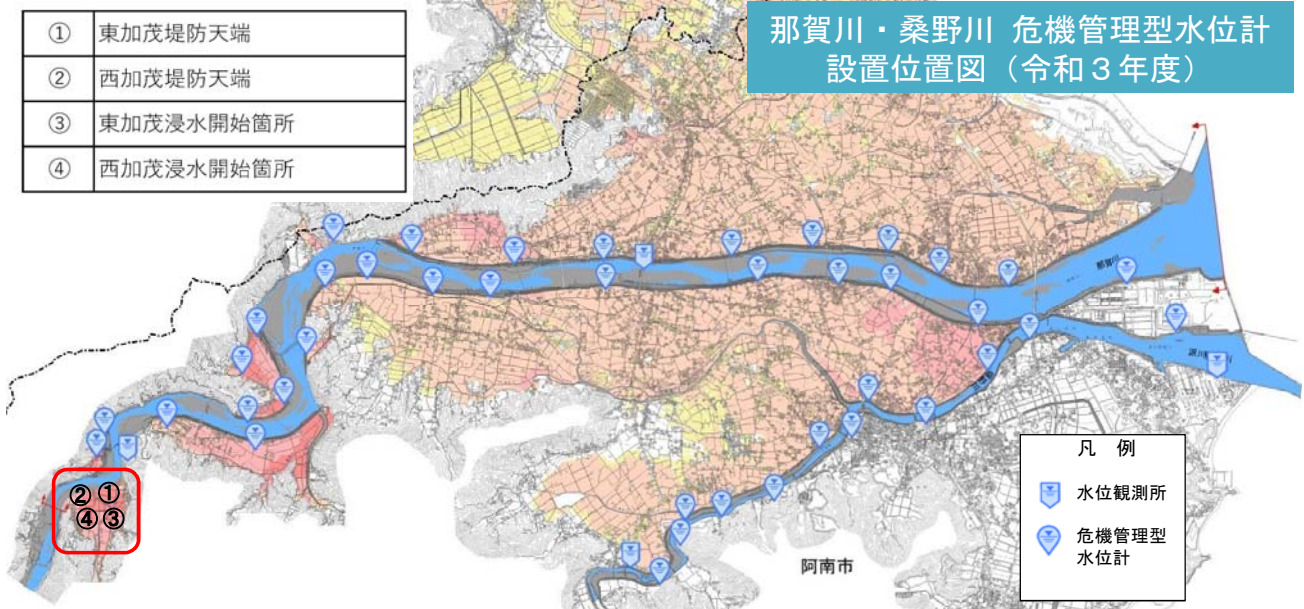 ① 東加茂堤防天端
② 西加茂堤防天端
③ 東加茂浸水開始箇所
④ 西加茂浸水開始箇所
那賀川・桑野川 危機管理型水位計
設置位置図（令和３年度）
那賀川
② ①
④ ③
凡 例
水位観測所
危機管理型
水位計
阿南市